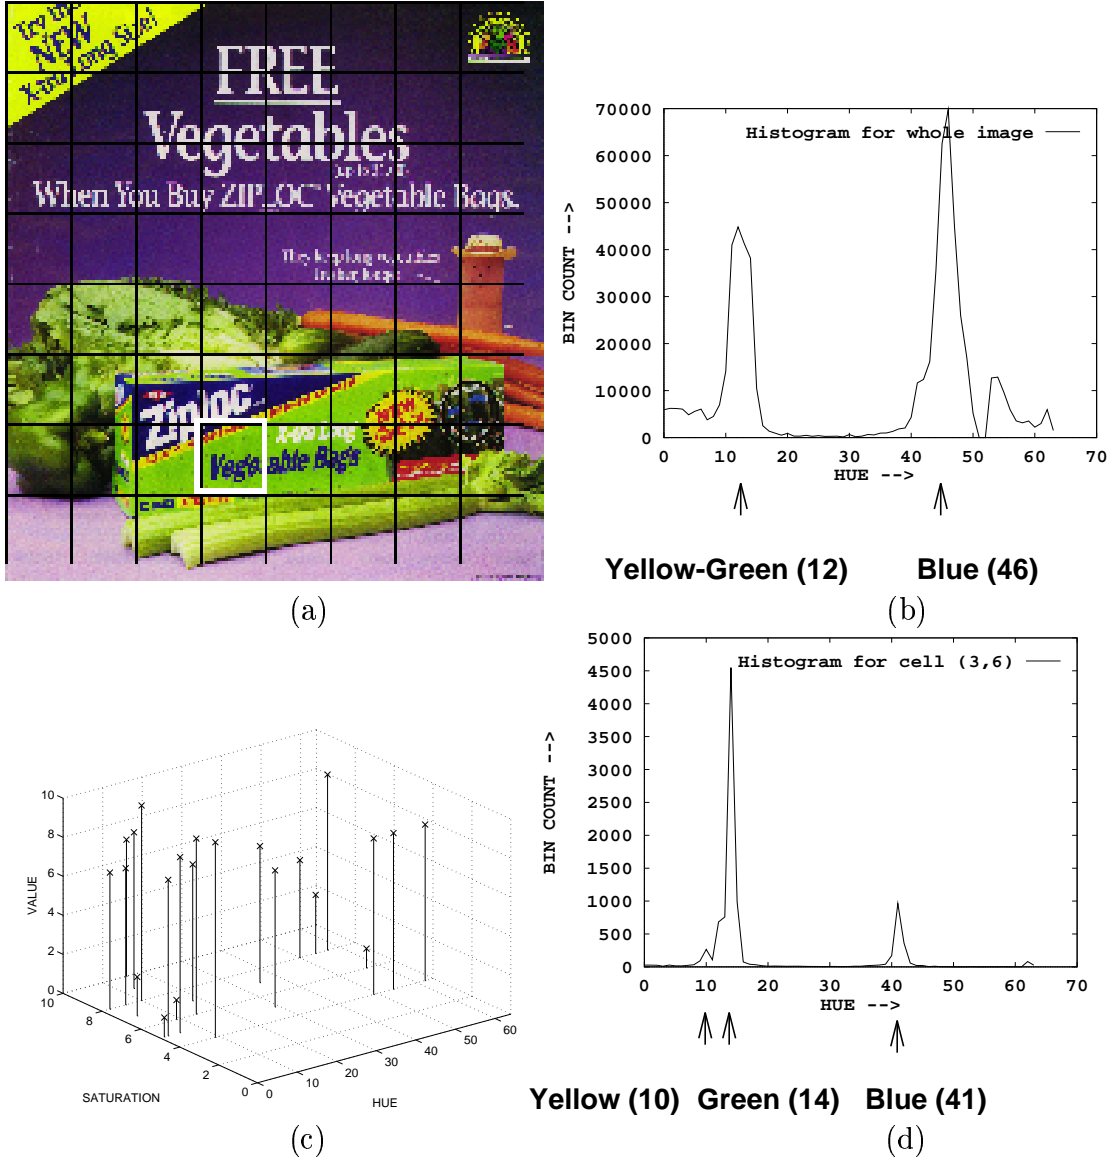 Try the
NEW
X-tra Long Size!
FREE
Vegetables
When You Buy ZIPLOC Vegetable Bags.
They keep long
Ziploc
X-tra Long
Vegetable Bags
(a)
70000
60000
50000
40000
30000
20000
10000
0
BIN COUNT -->
Histogram for whole image
0 10 20 30 40 50 60 70
HUE -->
Yellow-Green (12) Blue (46)
(b)
10
8
6
4
2
0
VALUE
10
8
6
4
2
0
SATURATION
0 10 20 30 40 50 60
HUE
(c)
5000
4500
4000
3500
3000
2500
2000
1500
1000
500
0
BIN COUNT -->
Histogram for cell (3,6)
0 10 20 30 40 50 60 70
HUE -->
Yellow (10) Green (14) Blue (41)
(d)